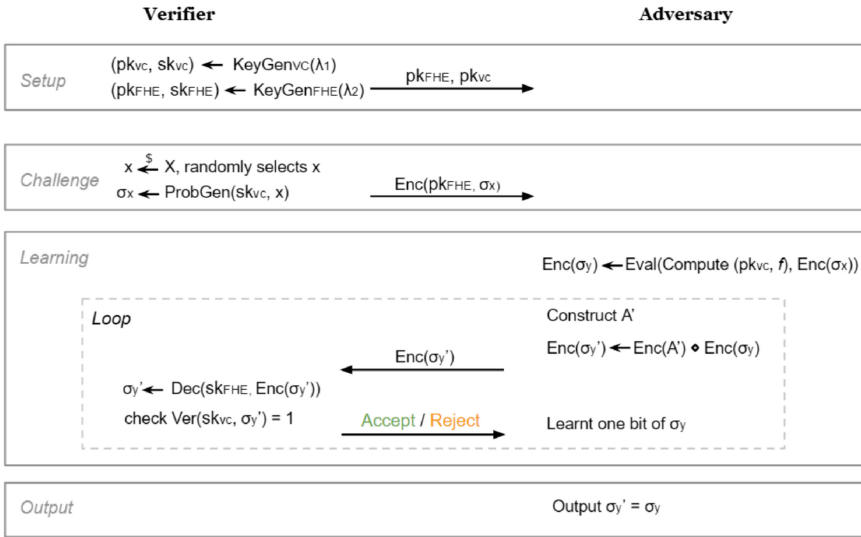 Verifier Adversary
Setup
(pkvc, skvc) ← KeyGenVC(λ1)
(pkFHE, skFHE) ← KeyGenFHE(λ2)
pkFHE, pkvc
Challenge
x ←$ X, randomly selects x
σx ← ProbGen(skvc, x)
Enc(pkFHE, σx)
Learning
Enc(σy) ← Eval(Compute (pkvc, f), Enc(σx))
Loop
Construct A'
Enc(σy') ← Enc(A') ⋄ Enc(σy)
Enc(σy')
σy' ← Dec(skFHE, Enc(σy'))
check Ver(skvc, σy') = 1
Accept / Reject
Learnt one bit of σy
Output
Output σy' = σy